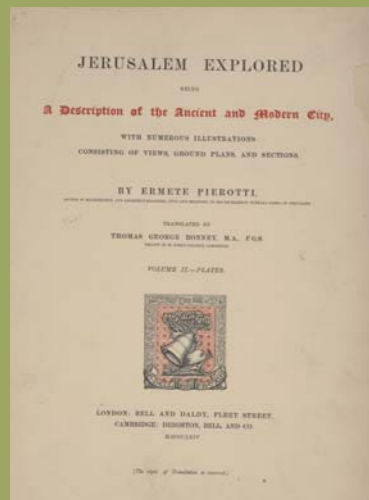 JERUSALEM EXPLORED
BEING
A Description of the Ancient and Modern City,
WITH NUMEROUS ILLUSTRATIONS
CONSISTING OF VIEWS, GROUND PLANS, AND SECTIONS,
BY ERMETE PIEROTTI,
TRANSLATED BY
THOMAS GEORGE BONNEY, M.A., F.G.S.
VOLUME II.—PLATES.
LONDON: BELL AND DALDY, FLEET STREET.
CAMBRIDGE: DEIGHTON, BELL, AND CO.
MDCCCLXIV.
[The right of Translation is reserved.]